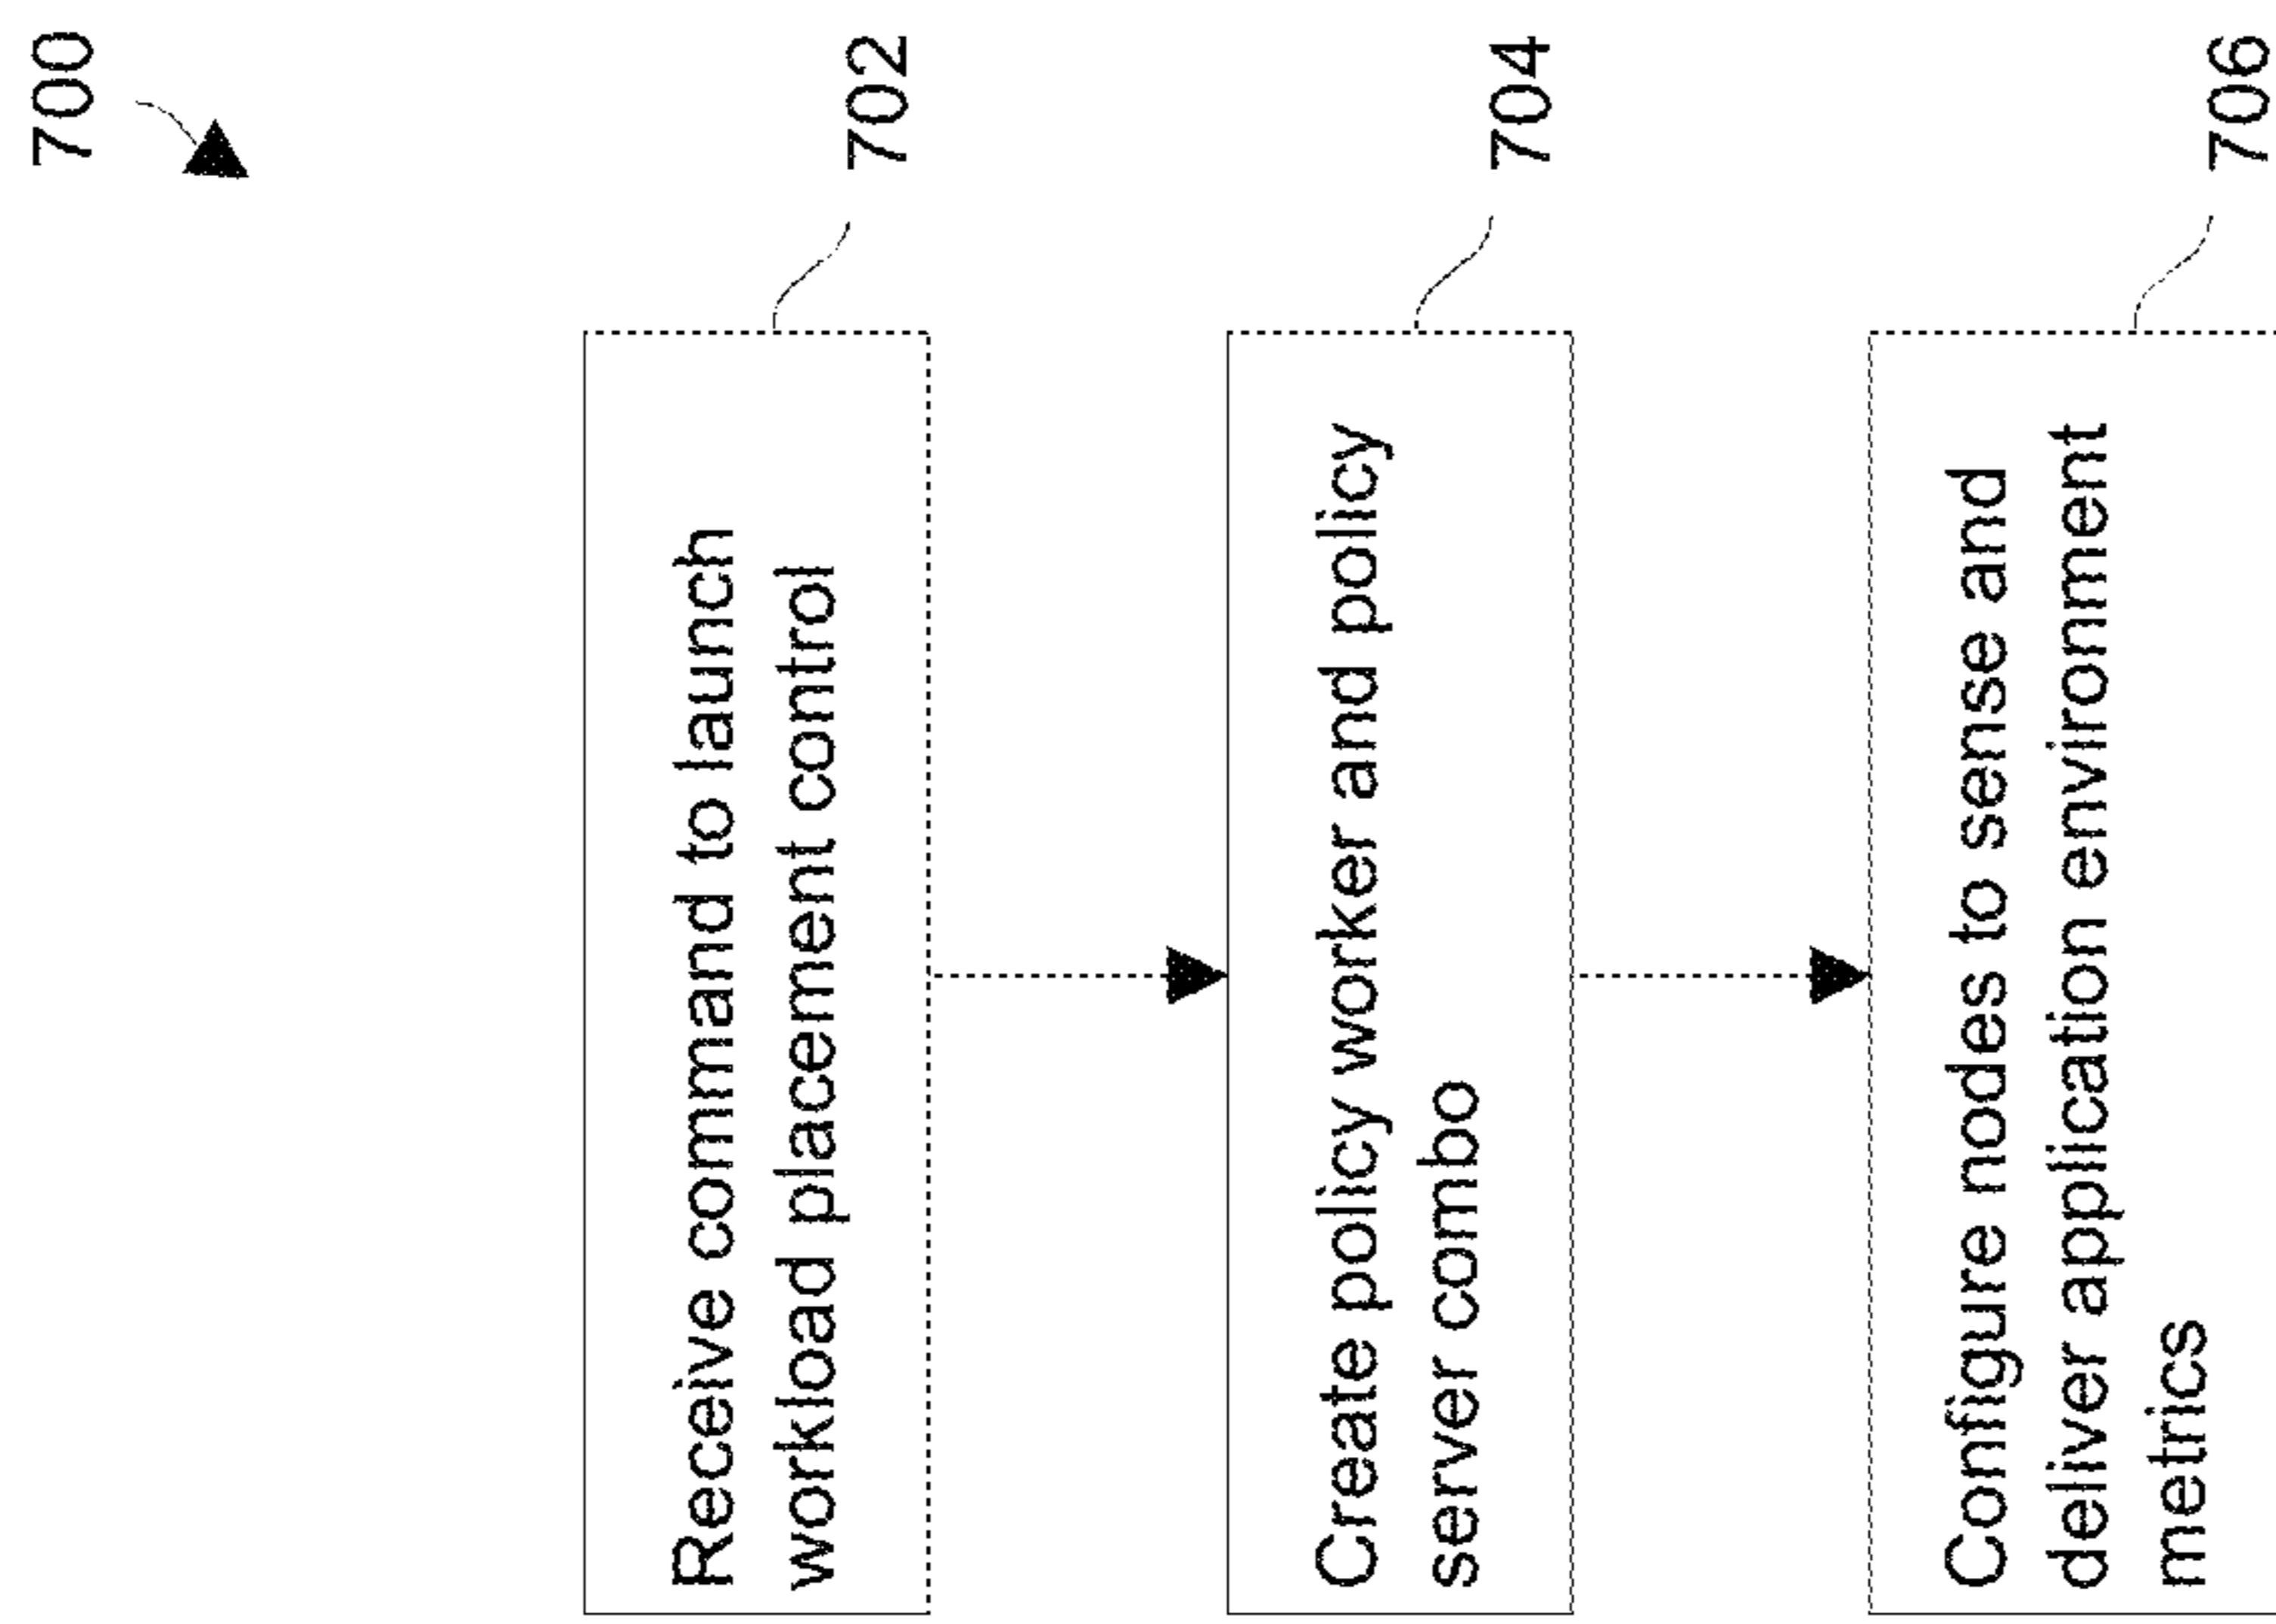 700
Receive command to launch
workload placement control
702
Create policy worker and policy
server combo
704
Configure nodes to sense and
deliver application environment
metrics
706